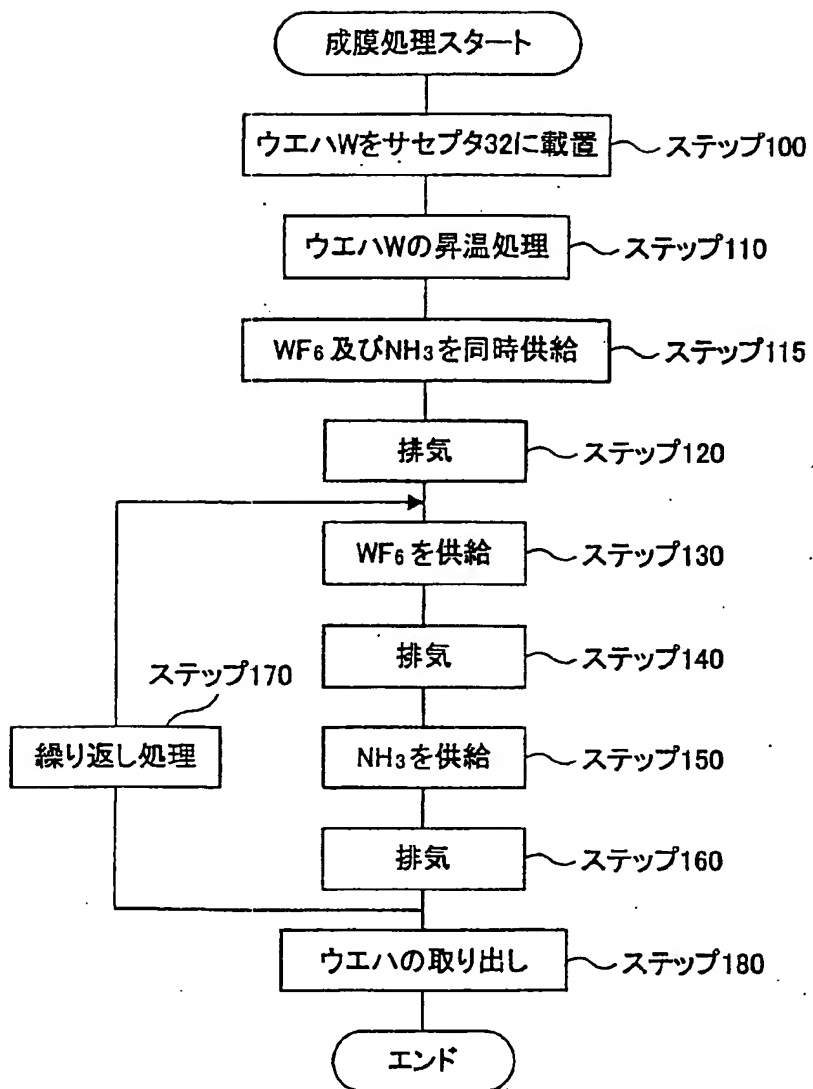 成膜処理スタート
ウエハWをサセプタ32に載置 ステップ100
ウエハWの昇温処理 ステップ110
WF₆及びNH₃を同時供給 ステップ115
排気 ステップ120
WF₆を供給 ステップ130
排気 ステップ140
ステップ170
繰り返し処理
NH₃を供給 ステップ150
排気 ステップ160
ウエハの取り出し ステップ180
エンド